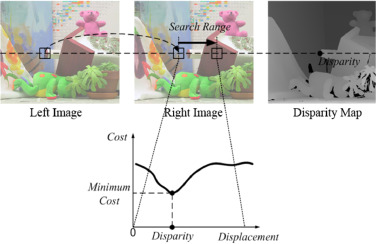 Search Range
Disparity
Left Image
Right Image
Disparity Map
Cost
Minimum
Cost
0
Disparity
Displacement